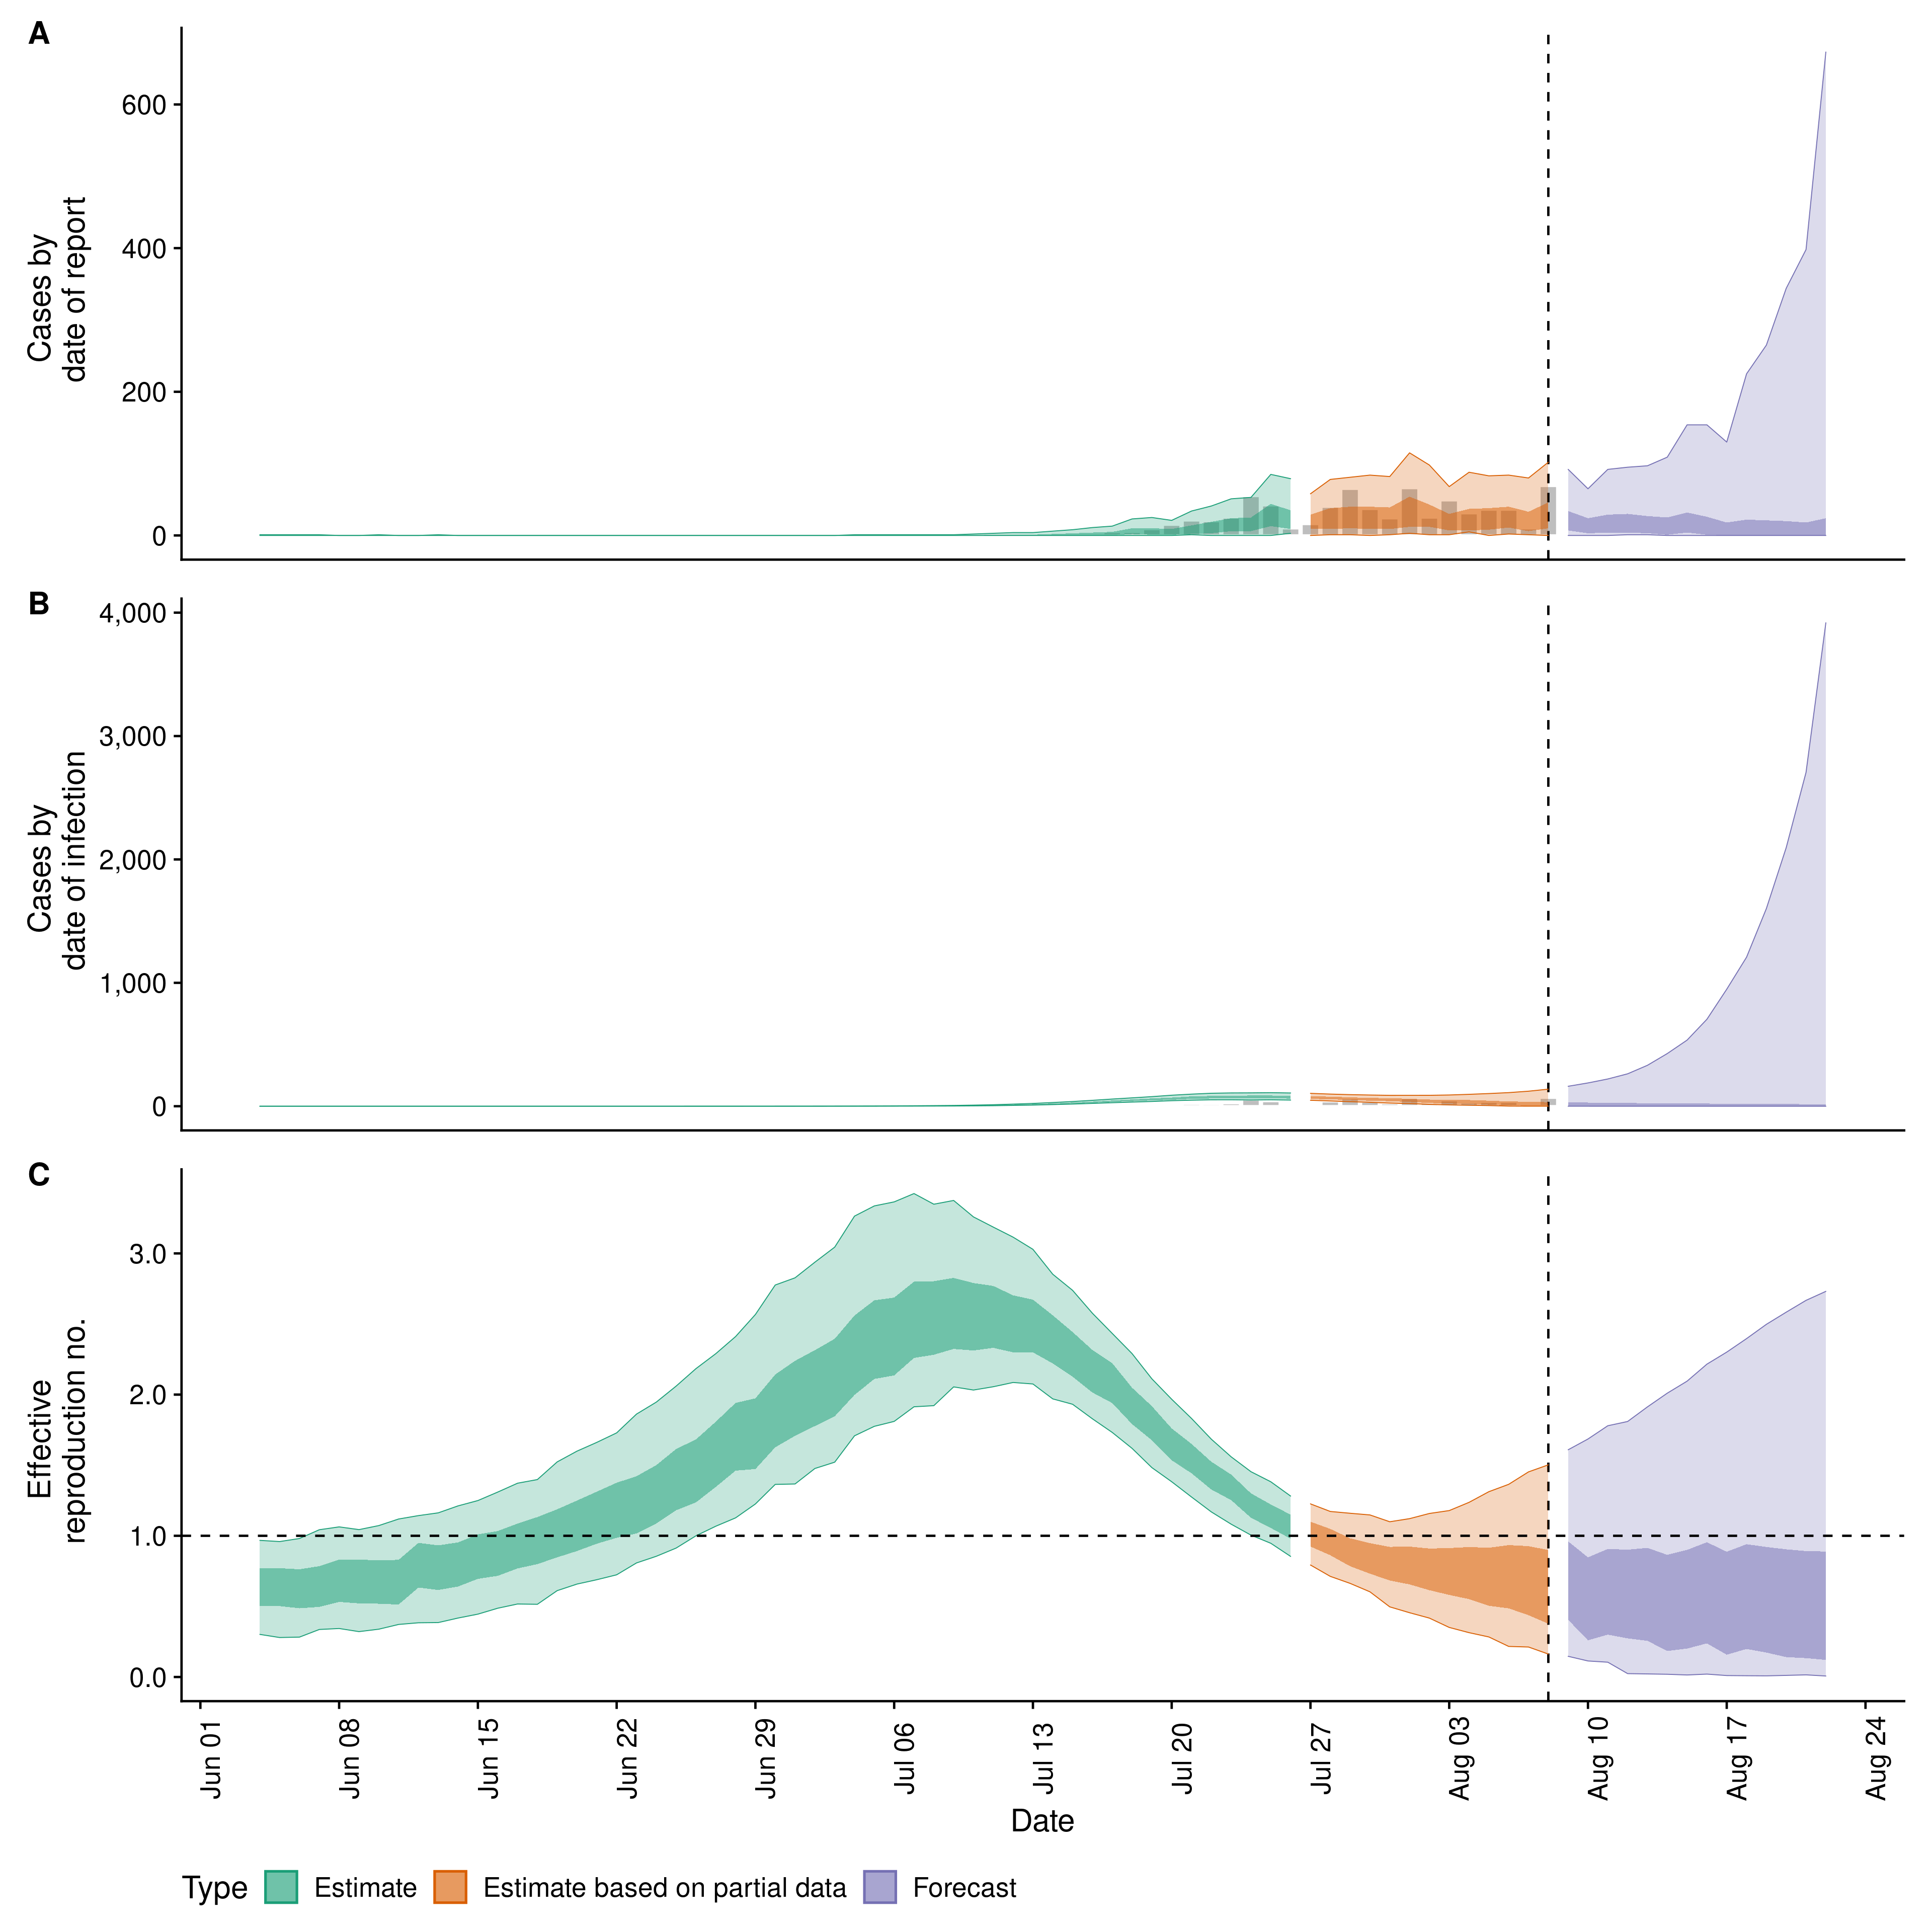 A
Cases by
date of report
600
400
200
0
B
Cases by
date of infection
4,000
3,000
2,000
1,000
0
C
Effective
reproduction no.
3.0
2.0
1.0
0.0
Jun 01
Jun 08
Jun 15
Jun 22
Jun 29
Jul 06
Jul 13
Jul 20
Jul 27
Aug 03
Aug 10
Aug 17
Aug 24
Date
Type
Estimate
Estimate based on partial data
Forecast